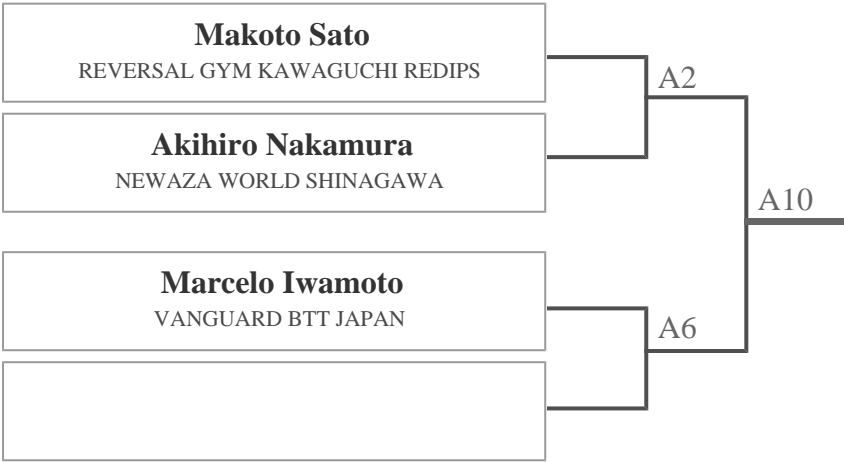 Makoto Sato
REVERSAL GYM KAWAGUCHI REDIPS
A2
Akihiro Nakamura
NEWAZA WORLD SHINAGAWA
A10
Marcelo Iwamoto
VANGUARD BTT JAPAN
A6